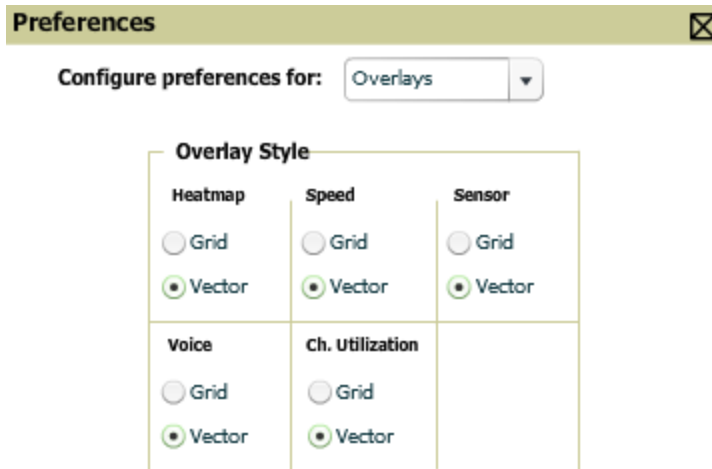 Preferences
Configure preferences for: Overlays
Overlay Style
Heatmap Speed Sensor
Grid Grid Grid
Vector Vector Vector
Voice Ch. Utilization
Grid Grid
Vector Vector